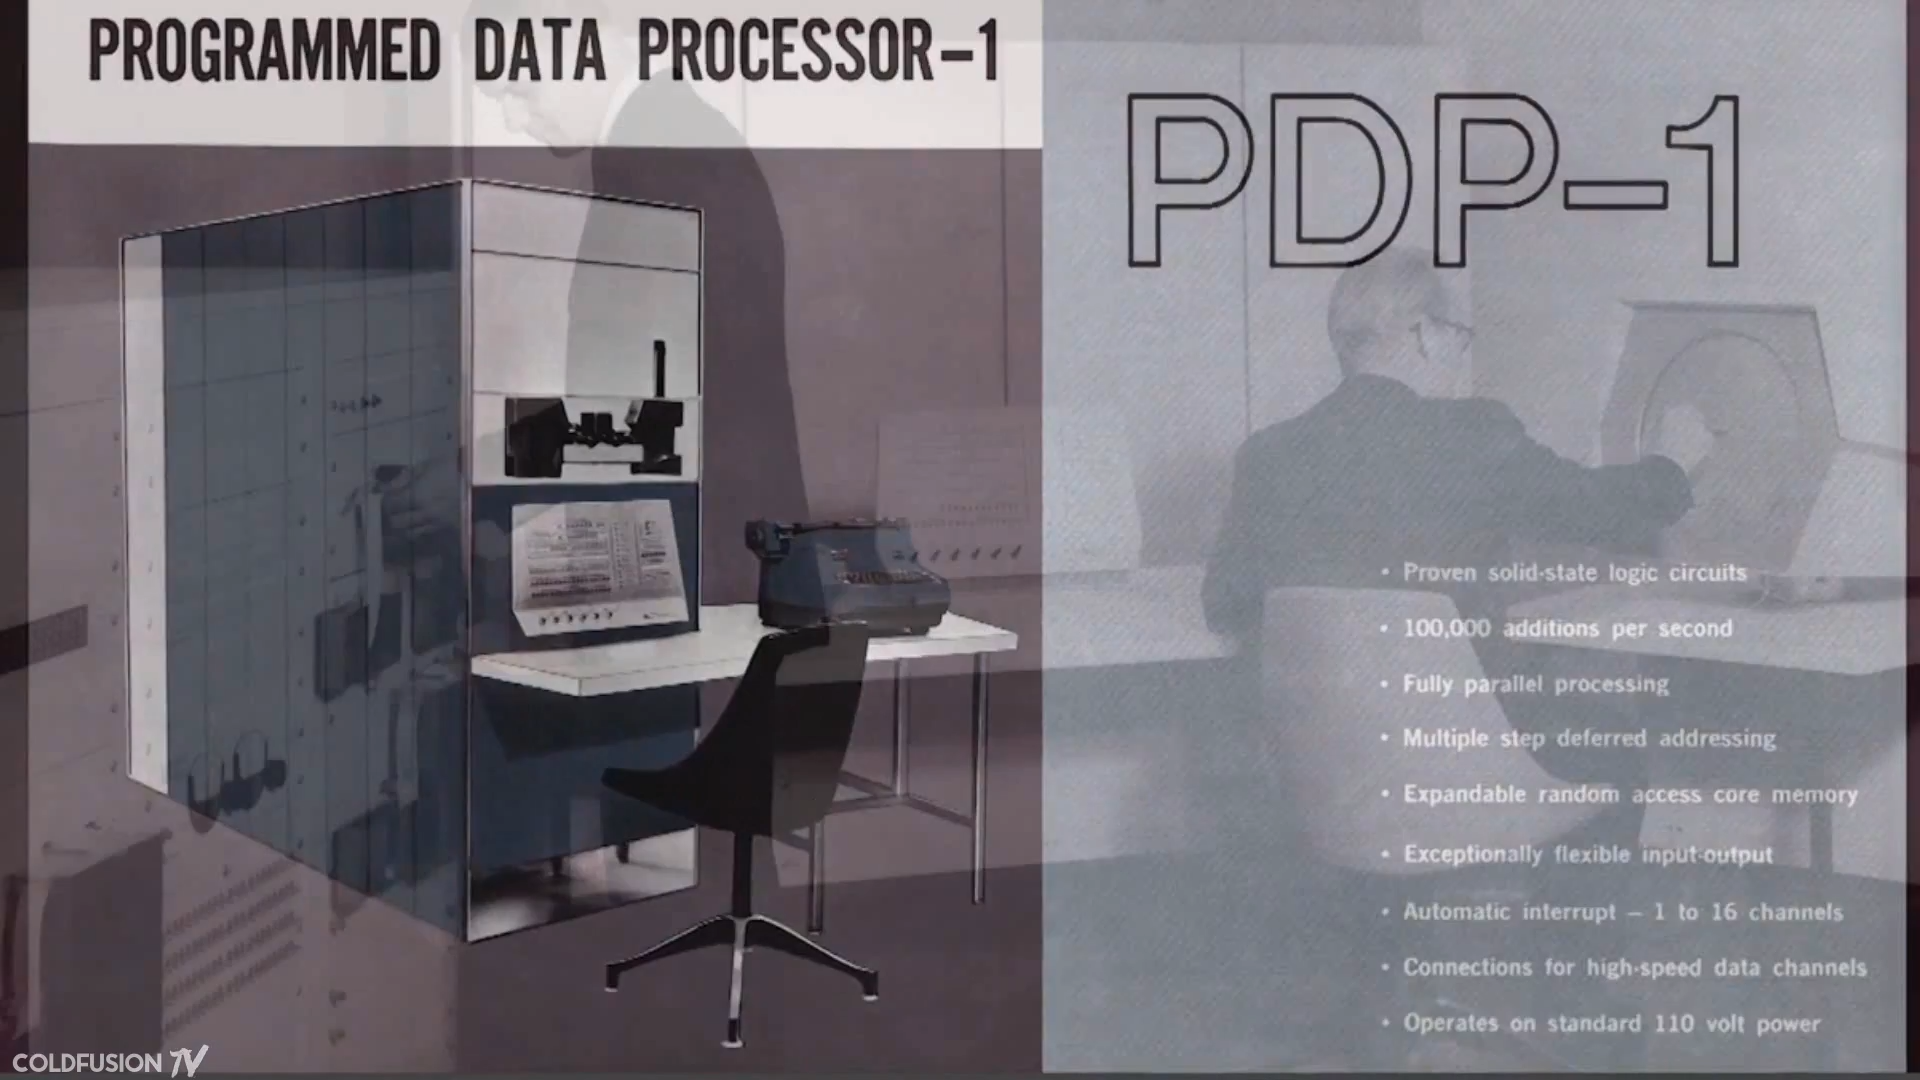 PROGRAMMED DATA PROCESSOR-1
PDP-1
• Proven solid-state logic circuits
• 100,000 additions per second
• Fully parallel processing
• Multiple step deferred addressing
• Expandable random access core memory
• Exceptionally flexible input-output
• Automatic interrupt — 1 to 16 channels
• Connections for high-speed data channels
• Operates on standard 110 volt power
COLDFUSION TV